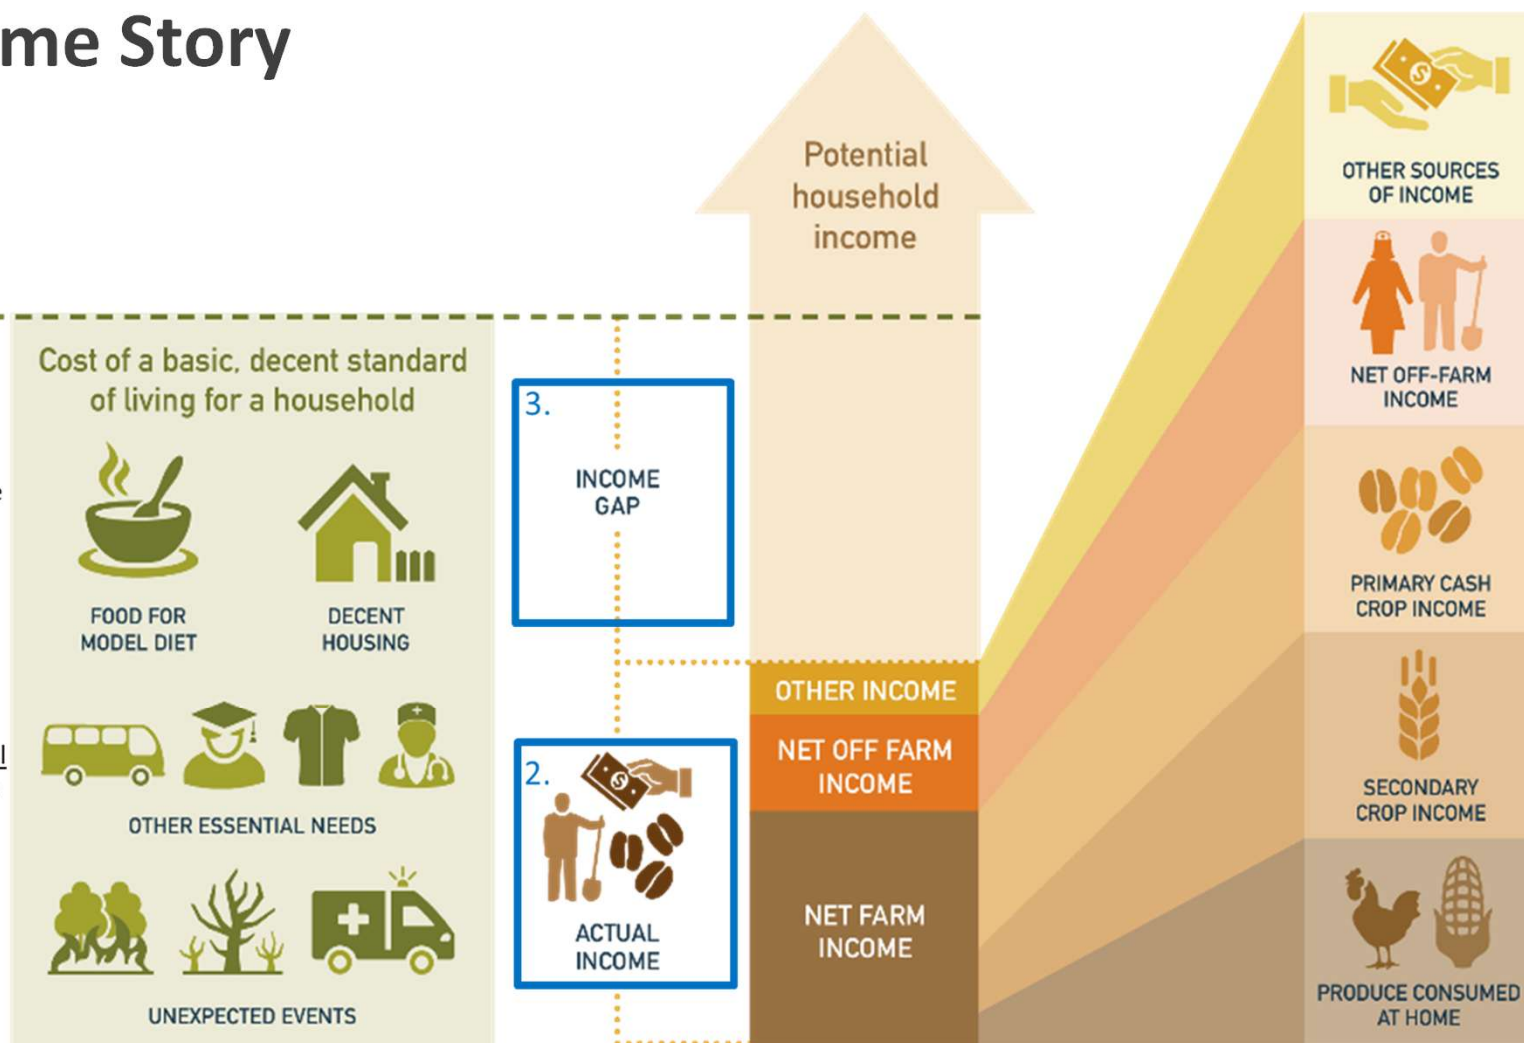 me Story
Cost of a basic, decent standard
of living for a household
FOOD FOR
MODEL DIET
DECENT
HOUSING
OTHER ESSENTIAL NEEDS
UNEXPECTED EVENTS
3.
INCOME
GAP
2.
ACTUAL
INCOME
Potential
household
income
OTHER INCOME
NET OFF FARM
INCOME
NET FARM
INCOME
OTHER SOURCES
OF INCOME
NET OFF-FARM
INCOME
PRIMARY CASH
CROP INCOME
SECONDARY
CROP INCOME
PRODUCE CONSUMED
AT HOME